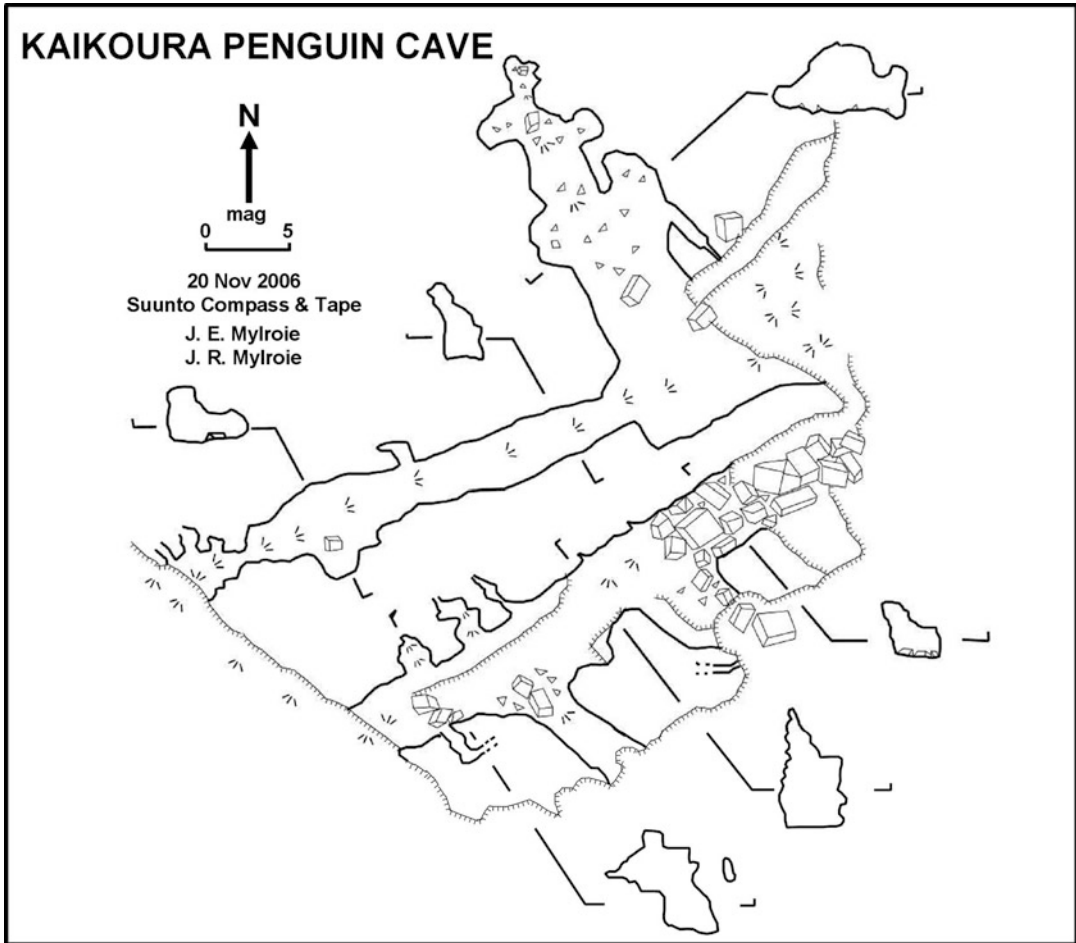 KAIKOURA PENGUIN CAVE
N
mag
0 5
20 Nov 2006
Suunto Compass & Tape
J. E. Mylroie
J. R. Mylroie